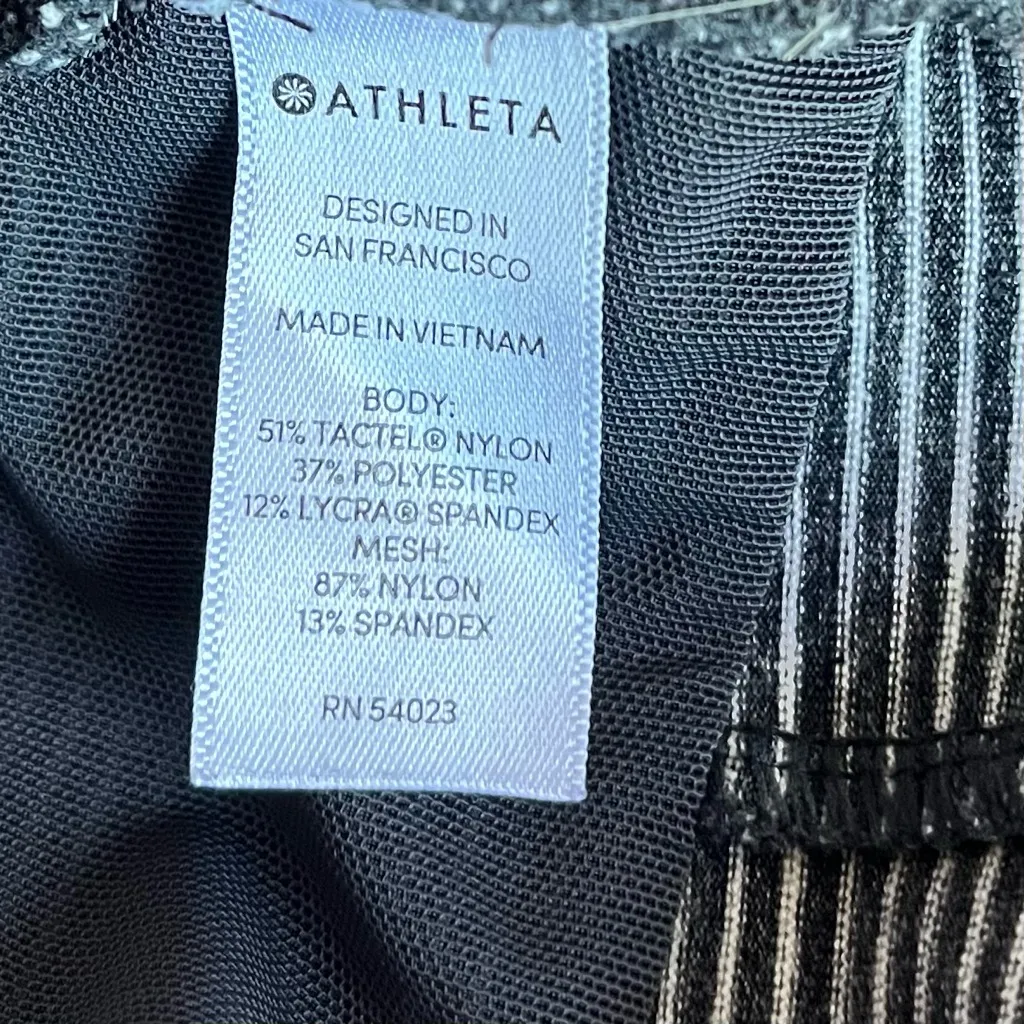 ATHLETA
DESIGNED IN
SAN FRANCISCO
MADE IN VIETNAM
BODY:
51% TACTEL® NYLON
37% POLYESTER
12% LYCRA® SPANDEX
MESH:
87% NYLON
13% SPANDEX
RN 54023